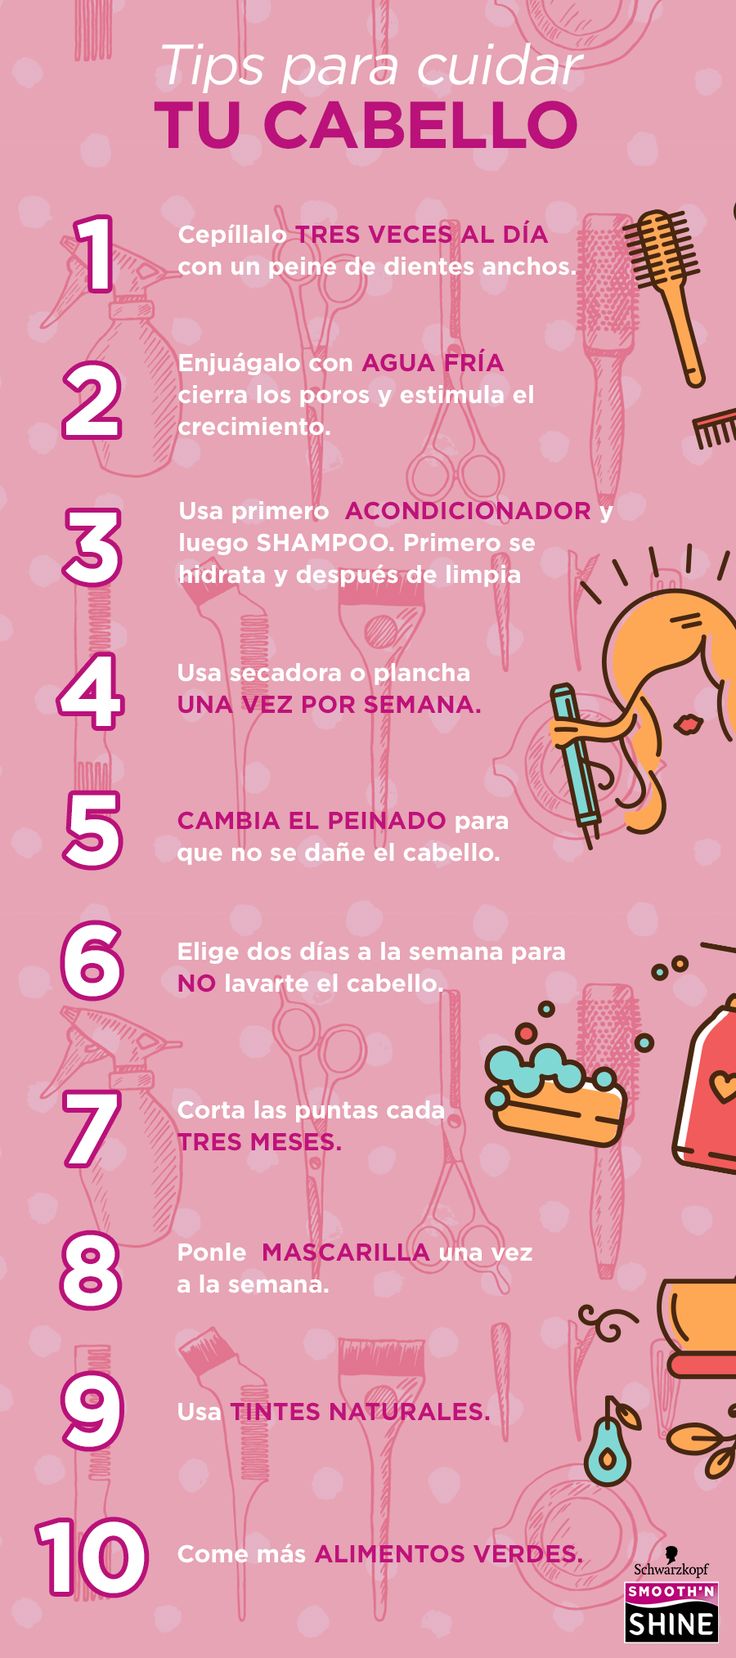 Tips para cuidar
TU CABELLO
1
Cepíllalo TRES VECES AL DÍA
con un peine de dientes anchos.
2
Enjuágalo con AGUA FRÍA
cierra los poros y estimula el
crecimiento.
3
Usa primero ACONDICIONADOR y
luego SHAMPOO. Primero se
hidrata y después de limpia
4
Usa secadora o plancha
UNA VEZ POR SEMANA.
5
CAMBIA EL PEINADO para
que no se dañe el cabello.
6
Elige dos días a la semana para
NO lavarte el cabello.
7
Corta las puntas cada
TRES MESES.
8
Ponle MASCARILLA una vez
a la semana.
9
Usa TINTES NATURALES.
10
Come más ALIMENTOS VERDES.
Schwarzkopf
SMOOTH'N
SHINE